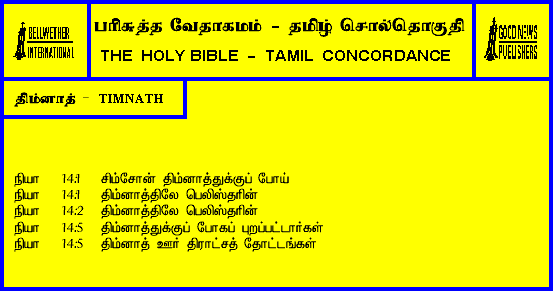 BELLWETHER
INTERNATIONAL
பரிசுத்த வேதாகமம் - தமிழ் சொல்தொகுதி
THE HOLY BIBLE - TAMIL CONCORDANCE
GOOD NEWS
PUBLISHERS
திம்னாத் - TIMNATH
நியா 14:1 சிம்சோன் திம்னாத்துக்குப் போய்
நியா 14:1 திம்னாத்திலே பெலிஸ்தரின்
நியா 14:2 திம்னாத்திலே பெலிஸ்தரின்
நியா 14:5 திம்னாத்துக்குப் போகப் புறப்பட்டார்கள்
நியா 14:5 திம்னாத் ஊர் திராட்சத் தோட்டங்கள்